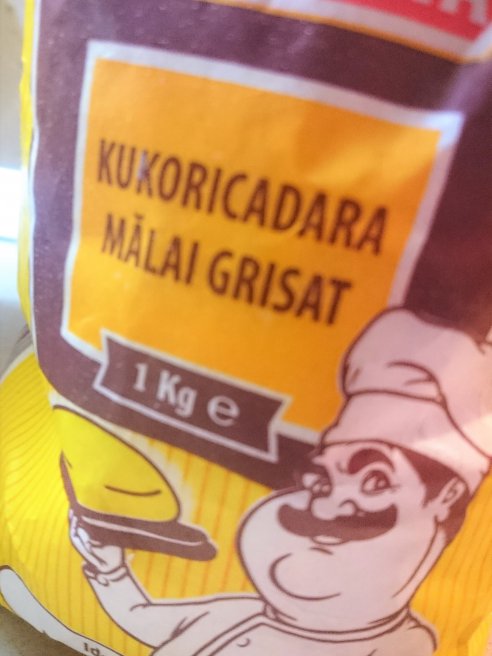 KUKORICADARA
MĂLAI GRISAT
1 Kg ℮